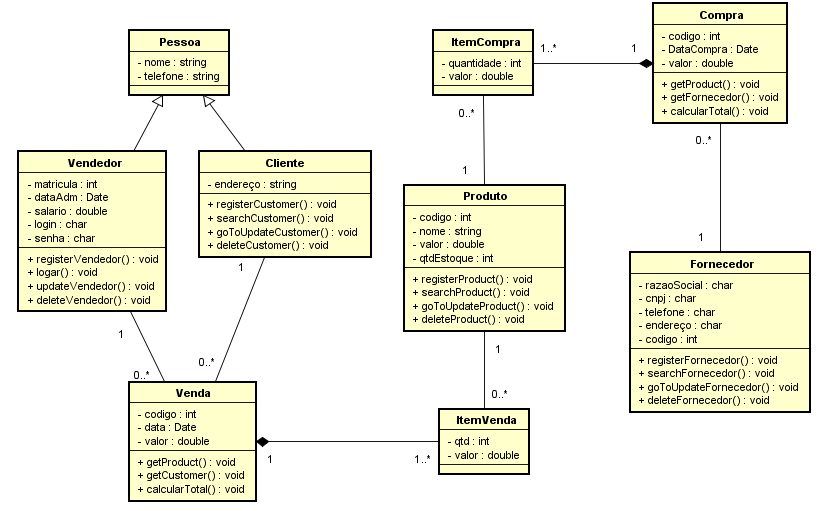 Pessoa
- nome : string
- telefone : string
ItemCompra
- quantidade : int
- valor : double
1..*
1
Compra
- codigo : int
- DataCompra : Date
- valor : double
+ getProduct() : void
+ getFornecedor() : void
+ calcularTotal() : void
0..*
0..*
1
1
Vendedor
- matricula : int
- dataAdm : Date
- salario : double
- login : char
- senha : char
+ registerVendedor() : void
+ logar() : void
+ updateVendedor() : void
+ deleteVendedor() : void
Cliente
- endereço : string
+ registerCustomer() : void
+ searchCustomer() : void
+ goToUpdateCustomer() : void
+ deleteCustomer() : void
Produto
- codigo : int
- nome : string
- valor : double
- qtdEstoque : int
+ registerProduct() : void
+ searchProduct() : void
+ goToUpdateProduct() : void
+ deleteProduct() : void
Fornecedor
- razaoSocial : char
- cnpj : char
- telefone : char
- endereço : char
- codigo : int
+ registerFornecedor() : void
+ searchFornecedor() : void
+ goToUpdateFornecedor() : void
+ deleteFornecedor() : void
1
1
1
0..*
0..*
0..*
Venda
- codigo : int
- data : Date
- valor : double
+ getProduct() : void
+ getCustomer() : void
+ calcularTotal() : void
1
1..*
ItemVenda
- qtd : int
- valor : double